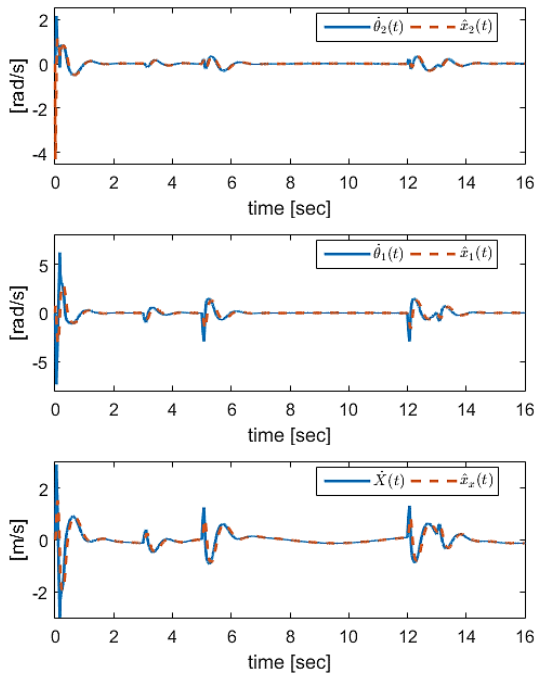 2
0
-2
-4
[rad/s]
θ̇₂(t) x̂₂(t)
0 2 4 6 8 10 12 14 16
time [sec]
5
0
-5
[rad/s]
θ̇₁(t) x̂₁(t)
0 2 4 6 8 10 12 14 16
time [sec]
2
0
-2
[m/s]
Ẋ(t) x̂ₓ(t)
0 2 4 6 8 10 12 14 16
time [sec]